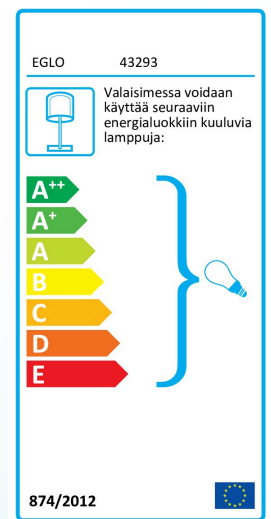 EGLO 43293
Valaisimessa voidaan
käyttää seuraaviin
energialuokkiin kuuluvia
lamppuja:
A++
A+
A
B
C
D
E
874/2012